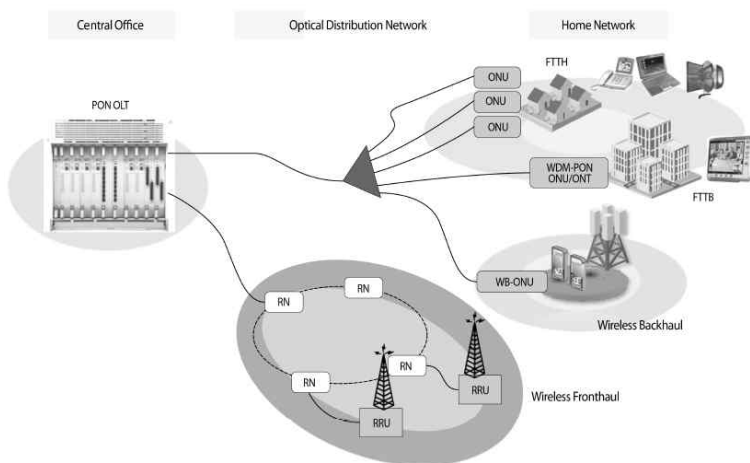 Central Office
Optical Distribution Network
Home Network
PON OLT
ONU
ONU
ONU
FTTH
WDM-PON
ONU/ONT
FTTB
WB-ONU
Wireless Backhaul
RN
RN
RN
RN
RRU
RRU
Wireless Fronthaul